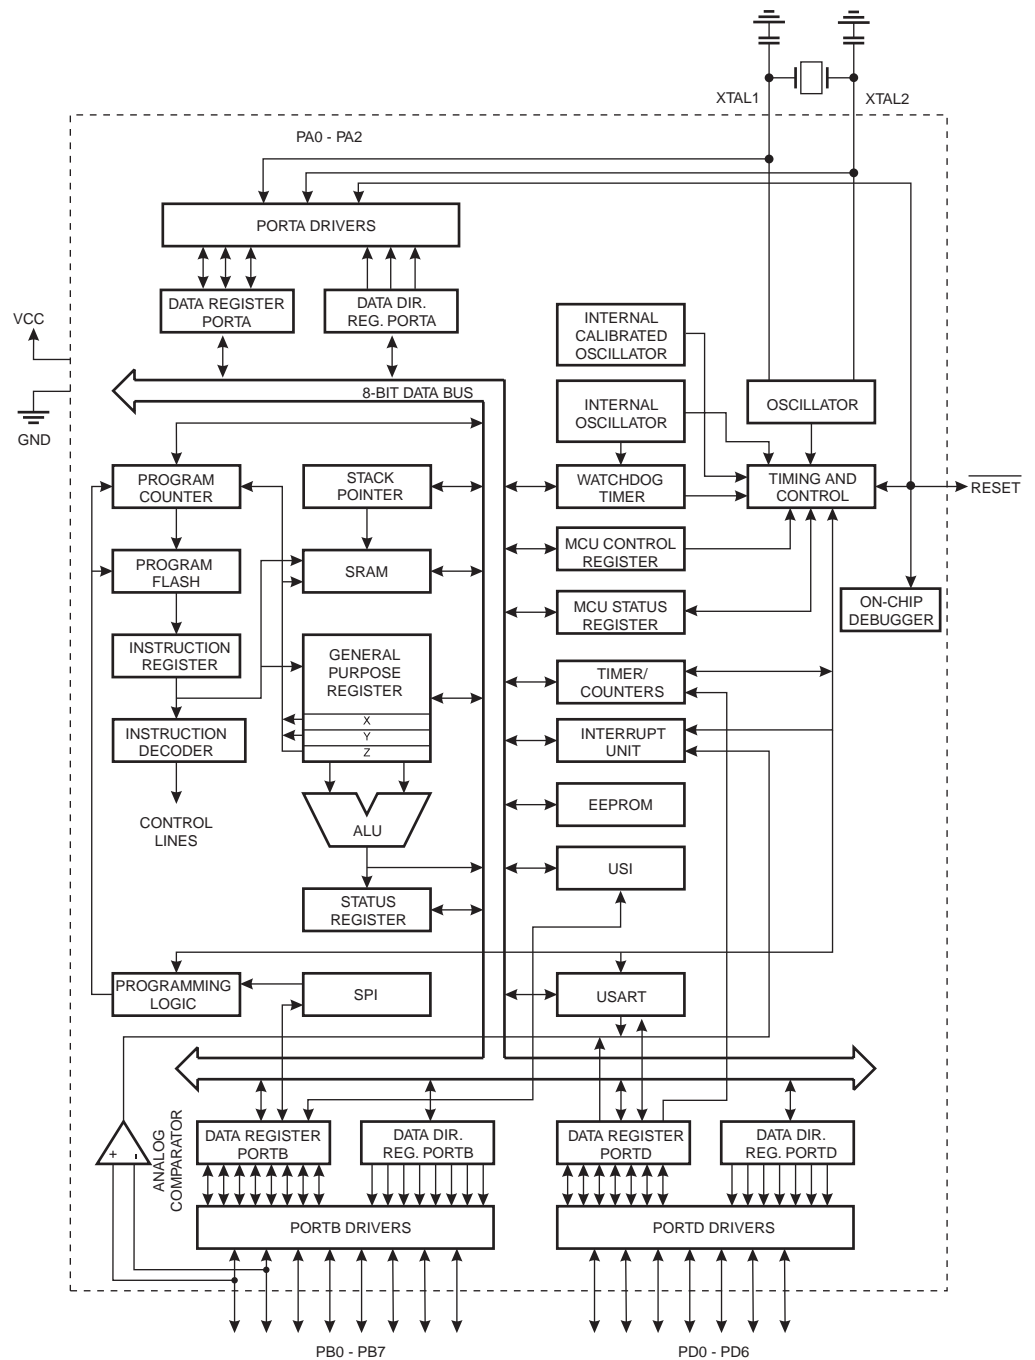 XTAL1
XTAL2
PA0 - PA2
PORTA DRIVERS
DATA REGISTER
PORTA
DATA DIR.
REG. PORTA
VCC
GND
8-BIT DATA BUS
INTERNAL
CALIBRATED
OSCILLATOR
INTERNAL
OSCILLATOR
OSCILLATOR
PROGRAM
COUNTER
STACK
POINTER
WATCHDOG
TIMER
TIMING AND
CONTROL
RESET
PROGRAM
FLASH
SRAM
MCU CONTROL
REGISTER
MCU STATUS
REGISTER
ON-CHIP
DEBUGGER
INSTRUCTION
REGISTER
GENERAL
PURPOSE
REGISTER
X
Y
Z
TIMER/
COUNTERS
INSTRUCTION
DECODER
INTERRUPT
UNIT
CONTROL
LINES
ALU
EEPROM
USI
STATUS
REGISTER
PROGRAMMING
LOGIC
SPI
USART
+
-
ANALOG
COMPARATOR
DATA REGISTER
PORTB
DATA DIR.
REG. PORTB
DATA REGISTER
PORTD
DATA DIR.
REG. PORTD
PORTB DRIVERS
PORTD DRIVERS
PB0 - PB7
PD0 - PD6